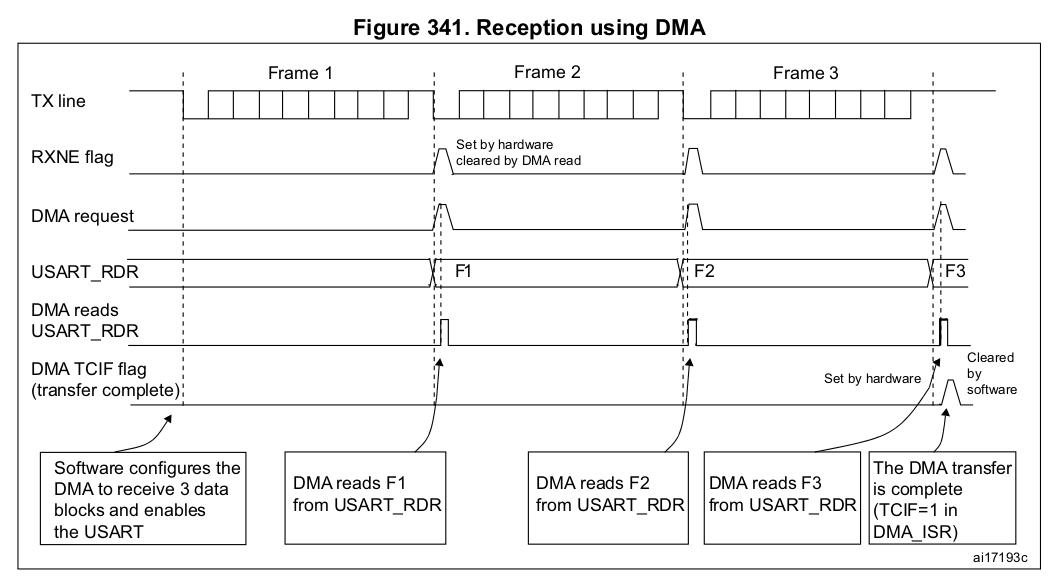 Figure 341. Reception using DMA
Frame 1
Frame 2
Frame 3
TX line
RXNE flag
Set by hardware
cleared by DMA read
DMA request
USART_RDR
F1
F2
F3
DMA reads
USART_RDR
DMA TCIF flag
(transfer complete)
Set by hardware
Cleared
by
software
Software configures the
DMA to receive 3 data
blocks and enables
the USART
DMA reads F1
from USART_RDR
DMA reads F2
from USART_RDR
DMA reads F3
from USART_RDR
The DMA transfer
is complete
(TCIF=1 in
DMA_ISR)
ai17193c